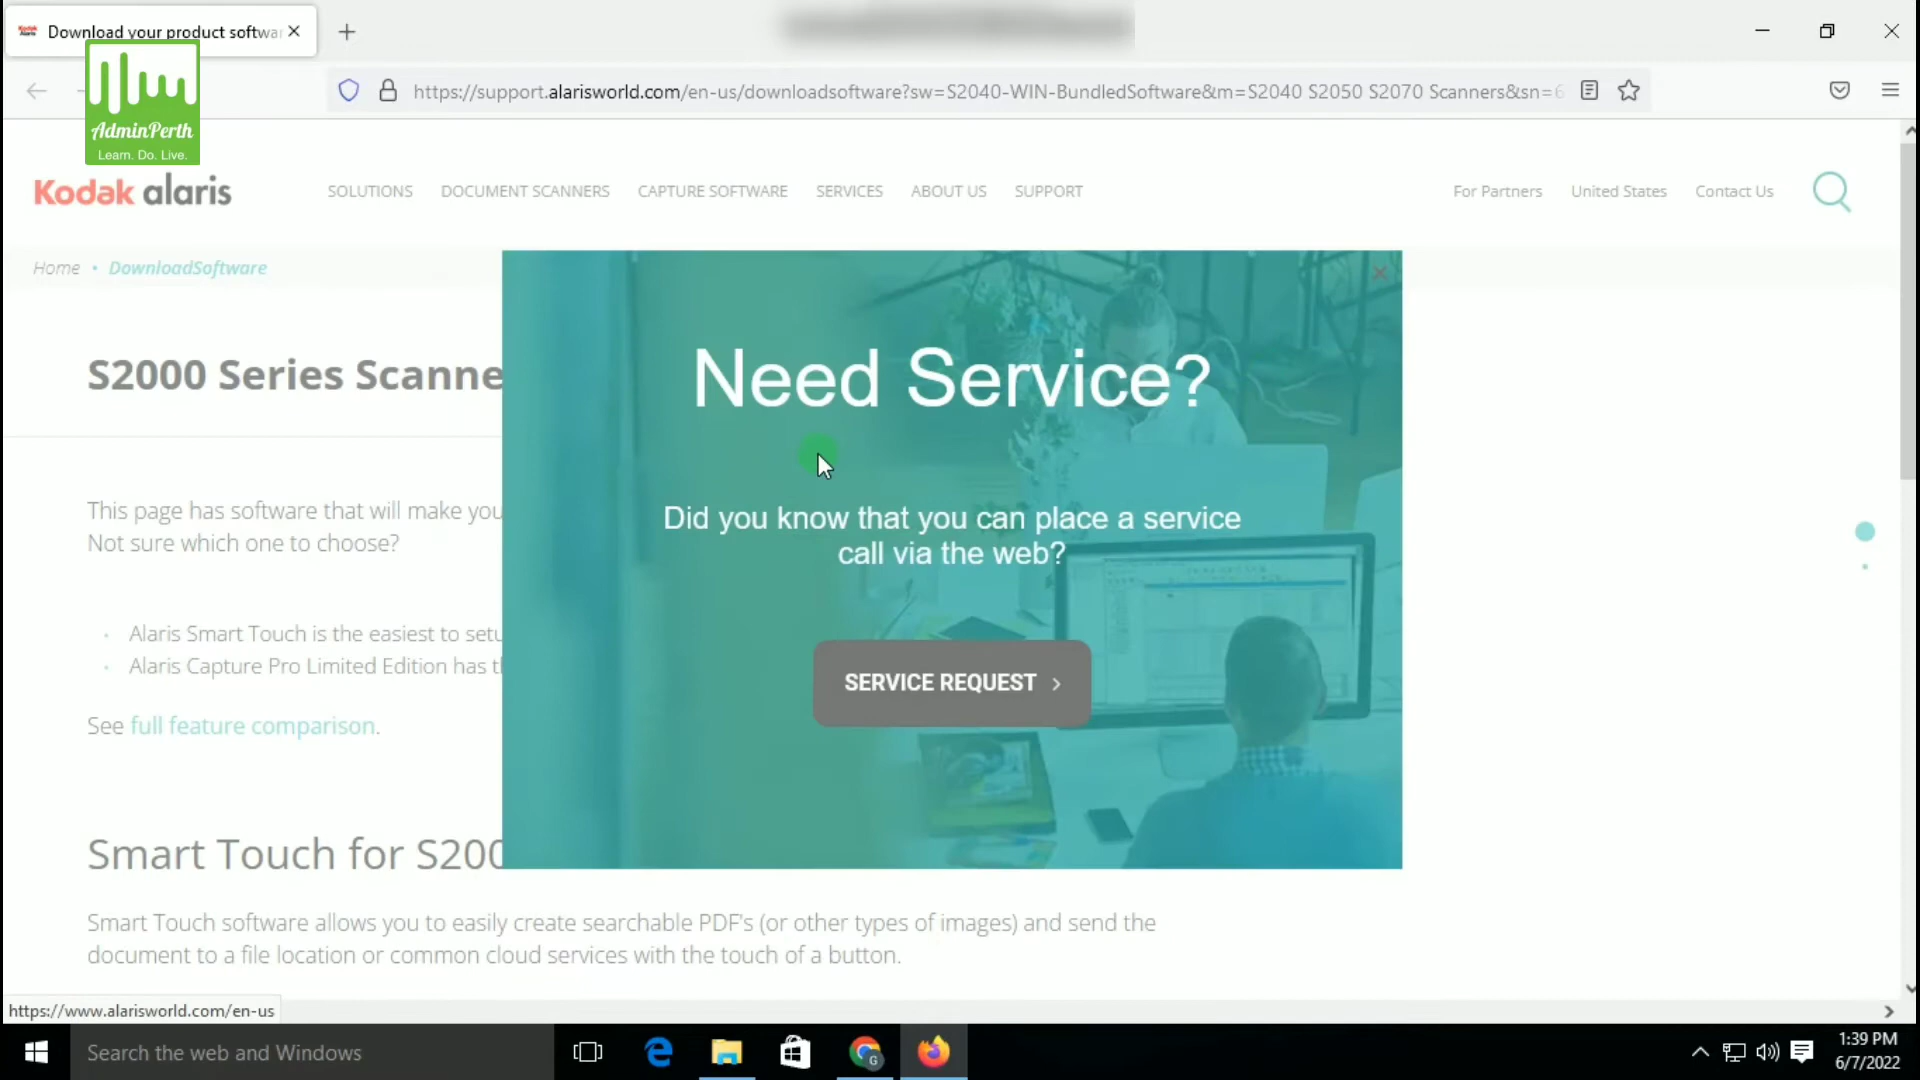 Download your product softwa
AdminPerth
Learn. Do. Live.
https://support.alarisworld.com/en-us/downloadsoftware?sw=S2040-WIN-BundledSoftware&m=S2040 S2050 S2070 Scanners&sn=6
Kodak alaris
SOLUTIONS DOCUMENT SCANNERS CAPTURE SOFTWARE SERVICES ABOUT US SUPPORT
For Partners United States Contact Us
Home • DownloadSoftware
S2000 Series Scanne
Need Service?
Did you know that you can place a service
call via the web?
SERVICE REQUEST >
This page has software that will make you
Not sure which one to choose?
Alaris Smart Touch is the easiest to setu
Alaris Capture Pro Limited Edition has t
See full feature comparison.
Smart Touch for S200
Smart Touch software allows you to easily create searchable PDF's (or other types of images) and send the
document to a file location or common cloud services with the touch of a button.
https://www.alarisworld.com/en-us
Search the web and Windows
1:39 PM
6/7/2022